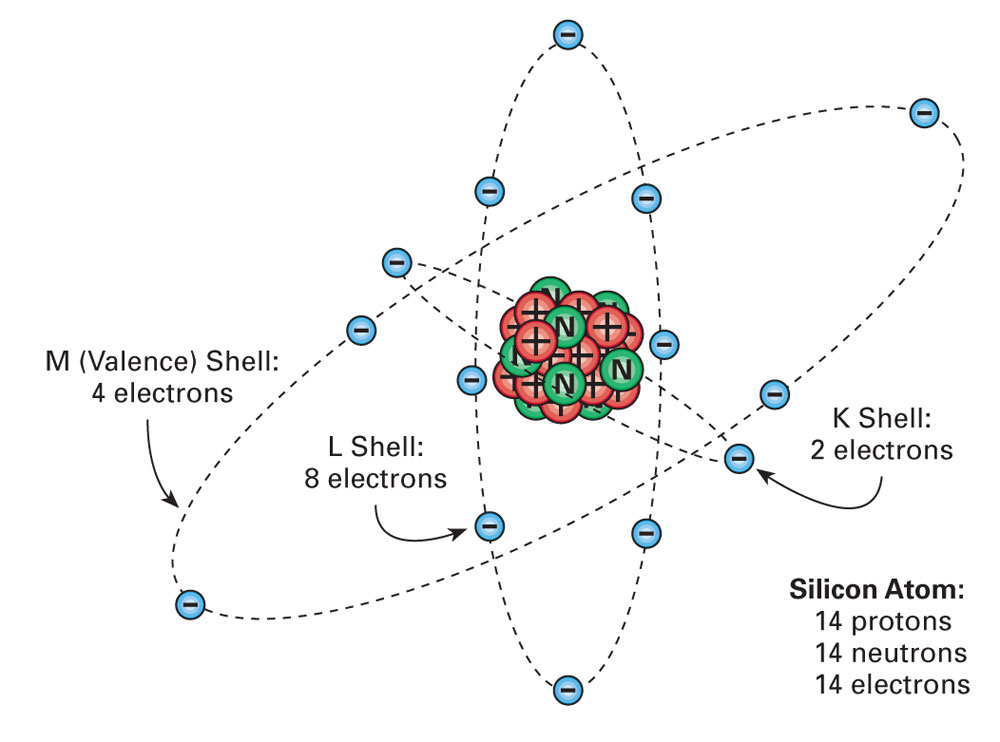 M (Valence) Shell:
4 electrons
L Shell:
8 electrons
K Shell:
2 electrons
N
N
N
N
N
Silicon Atom:
14 protons
14 neutrons
14 electrons